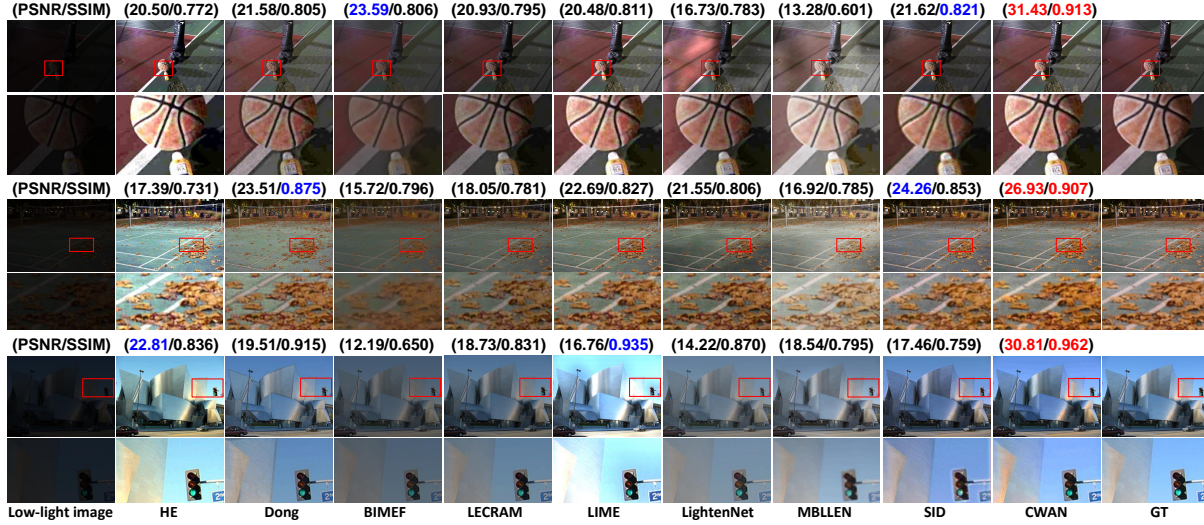 (PSNR/SSIM) (20.50/0.772) (21.58/0.805) (23.59/0.806) (20.93/0.795) (20.48/0.811) (16.73/0.783) (13.28/0.601) (21.62/0.821) (31.43/0.913)
(PSNR/SSIM) (17.39/0.731) (23.51/0.875) (15.72/0.796) (18.05/0.781) (22.69/0.827) (21.55/0.806) (16.92/0.785) (24.26/0.853) (26.93/0.907)
(PSNR/SSIM) (22.81/0.836) (19.51/0.915) (12.19/0.650) (18.73/0.831) (16.76/0.935) (14.22/0.870) (18.54/0.795) (17.46/0.759) (30.81/0.962)
Low-light image HE Dong BIMEF LECRAM LIME LightenNet MBLLEN SID CWAN GT